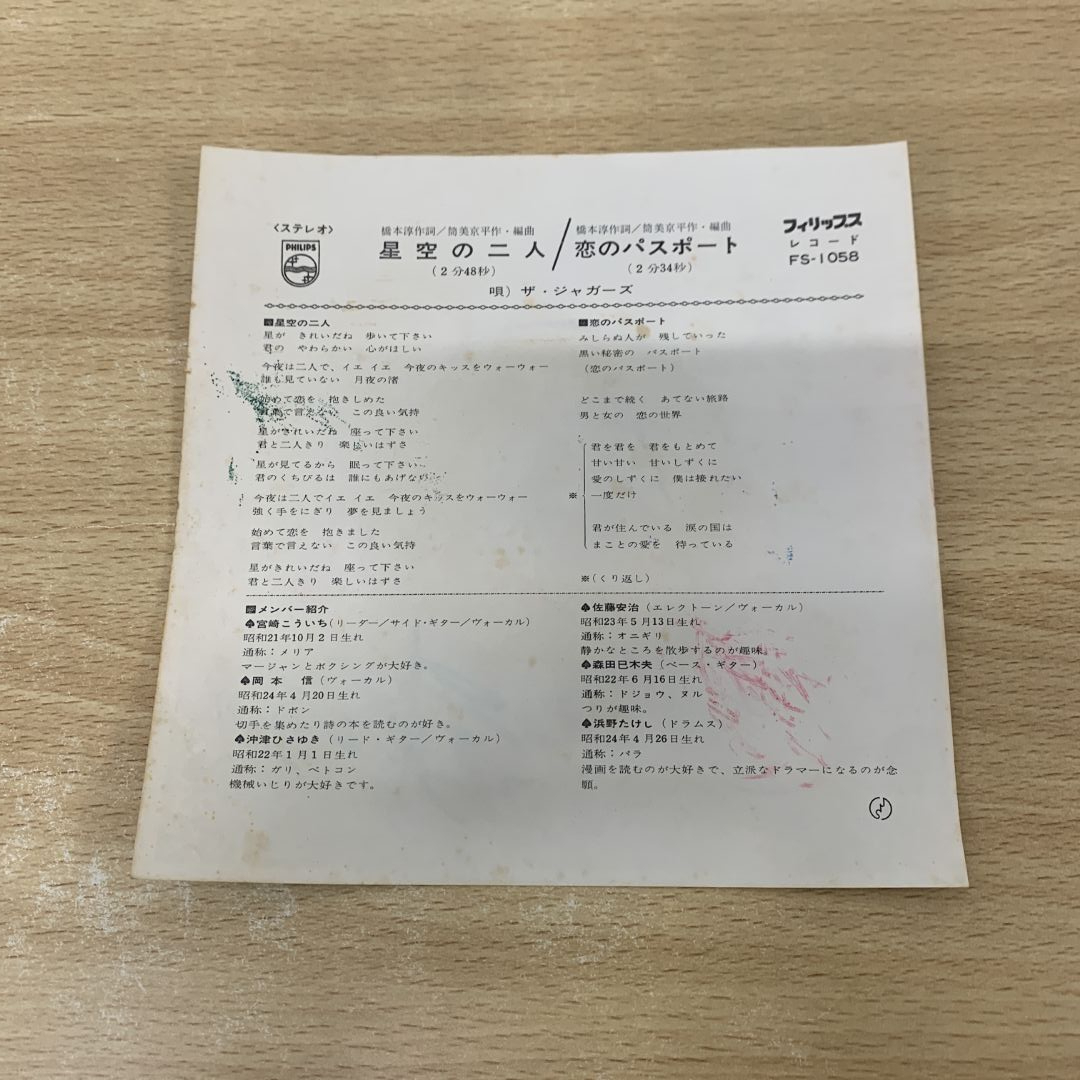 〈ステレオ〉
PHILIPS
橋本淳作詞／筒美京平作・編曲
星空の二人
（2分48秒）
橋本淳作詞／筒美京平作・編曲
恋のパスポート
（2分34秒）
フィリップス
レコード
FS-1058
唄）ザ・ジャガーズ
星空の二人
星が きれいだね 歩いて下さい
君の やわらかい 心がほしい
今夜は二人で、イエ イエ 今夜のキッスをウォーウォー
誰も見ていない 月夜の渚
始めて恋を 抱きしめた
言葉で言えない この良い気持
星がきれいだね 座って下さい
君と二人きり 楽しいはずさ
星が見てるから 眠って下さい
君のくちびるは 誰にもあげない
今夜は二人でイエ イエ 今夜のキッスをウォーウォー
強く手をにぎり 夢を見ましょう
始めて恋を 抱きました
言葉で言えない この良い気持
星がきれいだね 座って下さい
君と二人きり 楽しいはずさ
恋のパスポート
みしらぬ人が 残していった
黒い秘密の パスポート
（恋のパスポート）
どこまで続く あてない旅路
男と女の 恋の世界
君を君を 君をもとめて
甘い甘い 甘いしずくに
愛のしずくに 僕は接れたい
※ 一度だけ
君が住んでいる 涙の国は
まことの愛を 待っている
※（くり返し）
メンバー紹介
♠宮崎こういち（リーダー／サイド・ギター／ヴォーカル）
昭和21年10月2日生れ
通称：メリア
マージャンとボクシングが大好き。
♠岡本 信（ヴォーカル）
昭和24年4月20日生れ
通称：ドボン
切手を集めたり詩の本を読むのが好き。
♠沖津ひさゆき（リード・ギター／ヴォーカル）
昭和22年1月1日生れ
通称：ガリ、ベトコン
機械いじりが大好きです。
♠佐藤安治（エレクトーン／ヴォーカル）
昭和23年5月13日生れ
通称：オニギリ
静かなところを散歩するのが趣味。
♠森田巳木夫（ベース・ギター）
昭和22年6月16日生れ
通称：ドジョウ、ヌル
つりが趣味。
♠浜野たけし（ドラムス）
昭和24年4月26日生れ
通称：パラ
漫画を読むのが大好きで、立派なドラマーになるのが念
願。